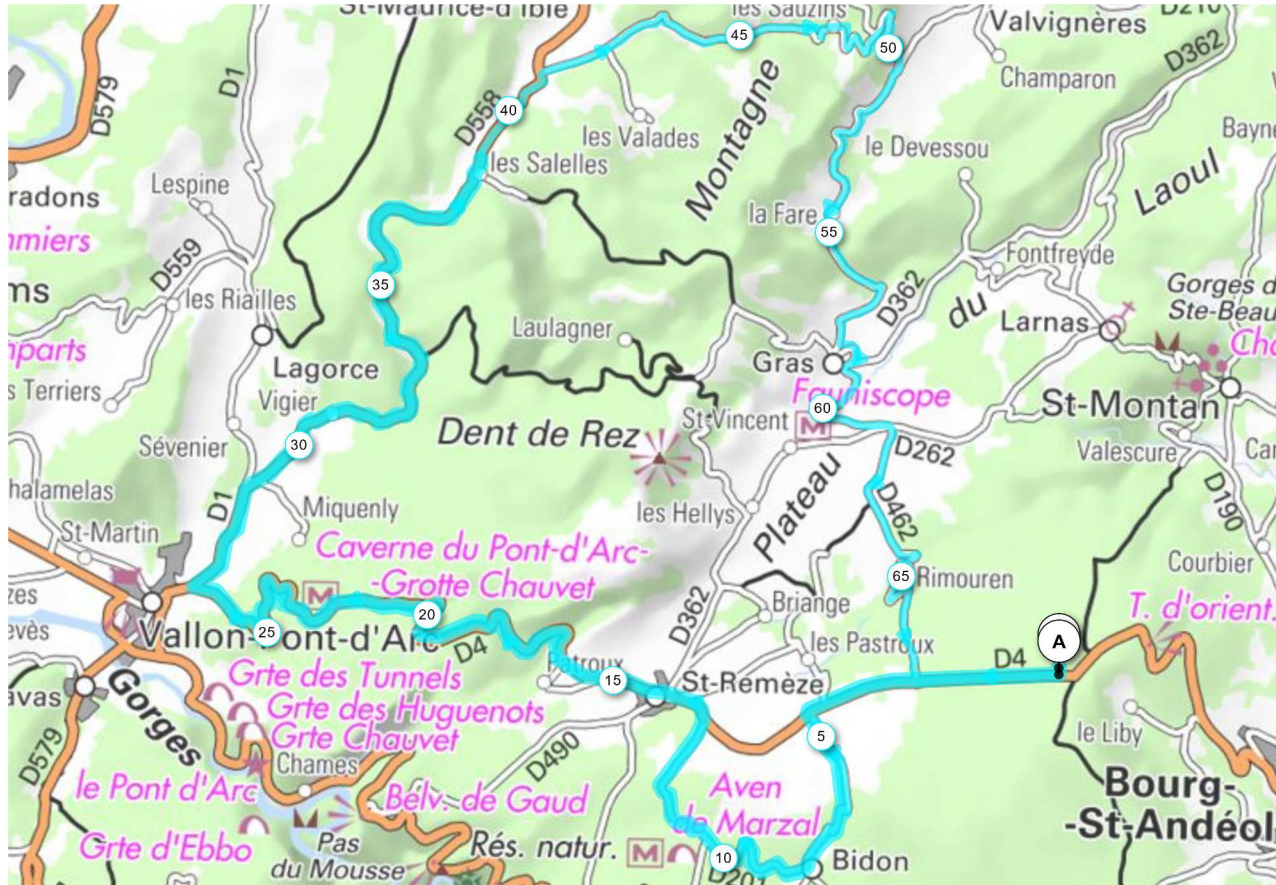 St-Maurice-d'Ibie
les Sauzins
45
50
Valvignères
D210
D362
Champaron
D579
D1
D558
40
les Valades
Montagne
le Devessou
Laoul
les Salelles
Lespine
radons
la Fare
55
Fontfreyde
mmiers
D559
35
les Riailles
D362
du
Larnas
Gorges d
Ste-Beau
ms
Laulagner
Gras
Lagorce
mparts
s Terriers
Vigier
Fauniscope
60
St-Vincent
M
St-Montan
30
Dent de Rez
D262
Valescure
Sévenier
Plateau
D462
D190
halamelas
Miquenly
les Hellys
D1
St-Martin
Caverne du Pont-d'Arc-
-Grotte Chauvet
M
Courbier
65
Rimouren
zes
20
Briange
T. d'orient.
evès
25
Vallon-Pont-d'Arc
D4
D362
les Pastroux
D4
A
Patroux
15
St-Remèze
avas
Gorges
Grte des Tunnels
Grte des Huguenots
Grte Chauvet
D490
5
le Liby
D579
Chames
le Pont d'Arc
Belv. de Gaud
Aven
de Marzal
Bourg-
-St-Andéol
Grte d'Ebbo
Pas
du Mousse
Rés. natur.
M
10
D201
Bidon